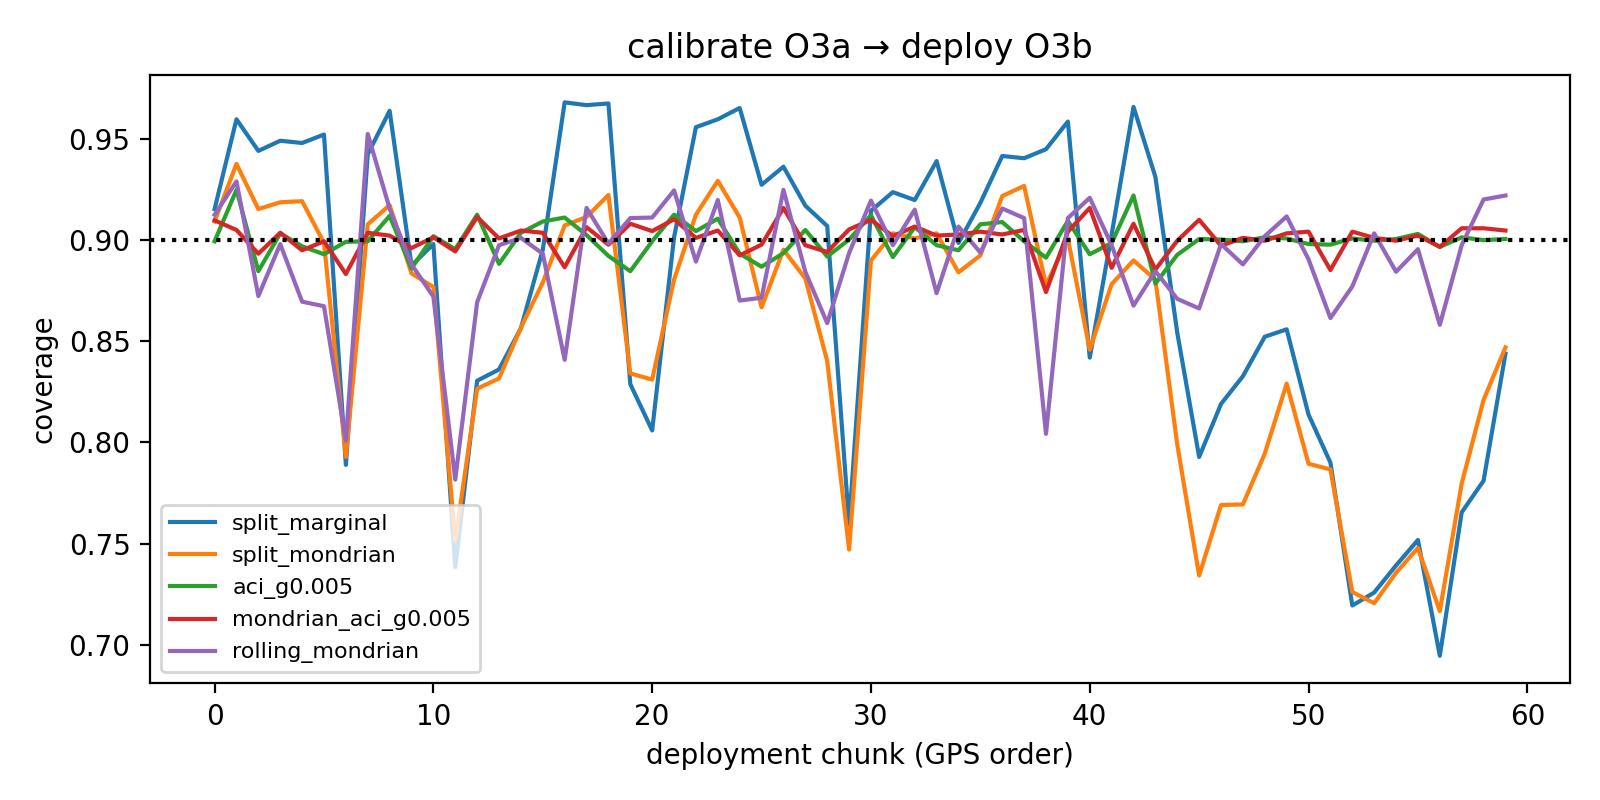 calibrate O3a → deploy O3b
coverage
0.95
0.90
0.85
0.80
0.75
0.70
split_marginal
split_mondrian
aci_g0.005
mondrian_aci_g0.005
rolling_mondrian
0 10 20 30 40 50 60
deployment chunk (GPS order)